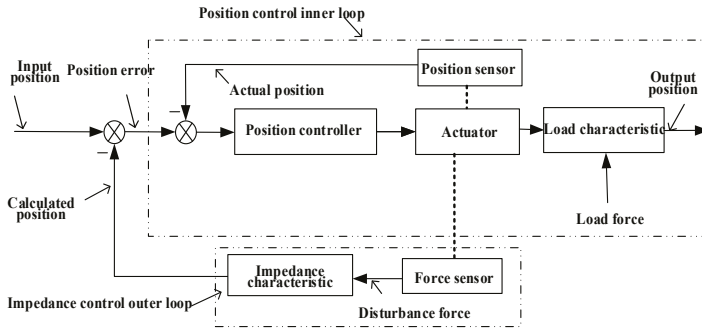 Position control inner loop
Input
position
Position error
Position sensor
Output
position
Actual position
Position controller
Actuator
Load characteristic
Calculated
position
Load force
Impedance
characteristic
Force sensor
Impedance control outer loop
Disturbance force